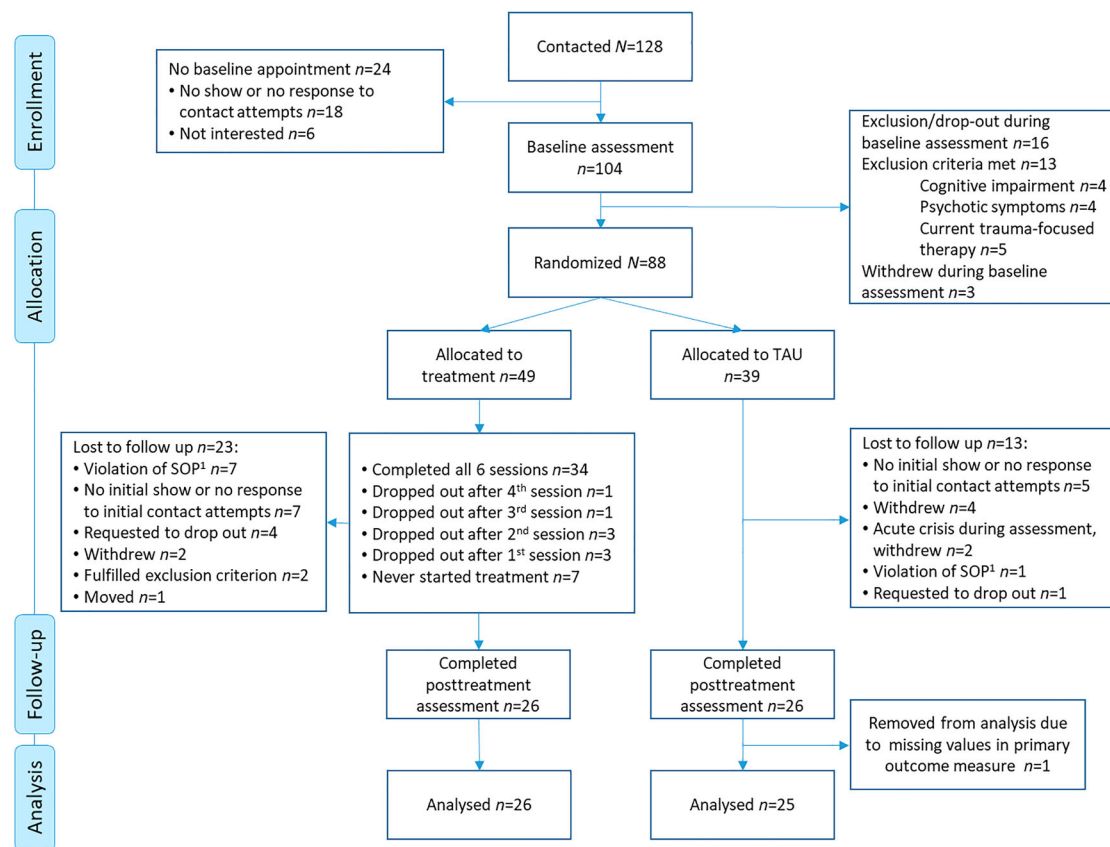 Enrollment
Contacted N=128
No baseline appointment n=24
• No show or no response to
contact attempts n=18
• Not interested n=6
Baseline assessment
n=104
Exclusion/drop-out during
baseline assessment n=16
Exclusion criteria met n=13
Cognitive impairment n=4
Psychotic symptoms n=4
Current trauma-focused
therapy n=5
Withdrew during baseline
assessment n=3
Allocation
Randomized N=88
Allocated to
treatment n=49
Allocated to TAU
n=39
Lost to follow up n=23:
• Violation of SOP¹ n=7
• No initial show or no response
to initial contact attempts n=7
• Requested to drop out n=4
• Withdrew n=2
• Fulfilled exclusion criterion n=2
• Moved n=1
• Completed all 6 sessions n=34
• Dropped out after 4th session n=1
• Dropped out after 3rd session n=1
• Dropped out after 2nd session n=3
• Dropped out after 1st session n=3
• Never started treatment n=7
Lost to follow up n=13:
• No initial show or no response
to initial contact attempts n=5
• Withdrew n=4
• Acute crisis during assessment,
withdrew n=2
• Violation of SOP¹ n=1
• Requested to drop out n=1
Follow-up
Completed
posttreatment
assessment n=26
Completed
posttreatment
assessment n=26
Removed from analysis due
to missing values in primary
outcome measure n=1
Analysis
Analysed n=26
Analysed n=25